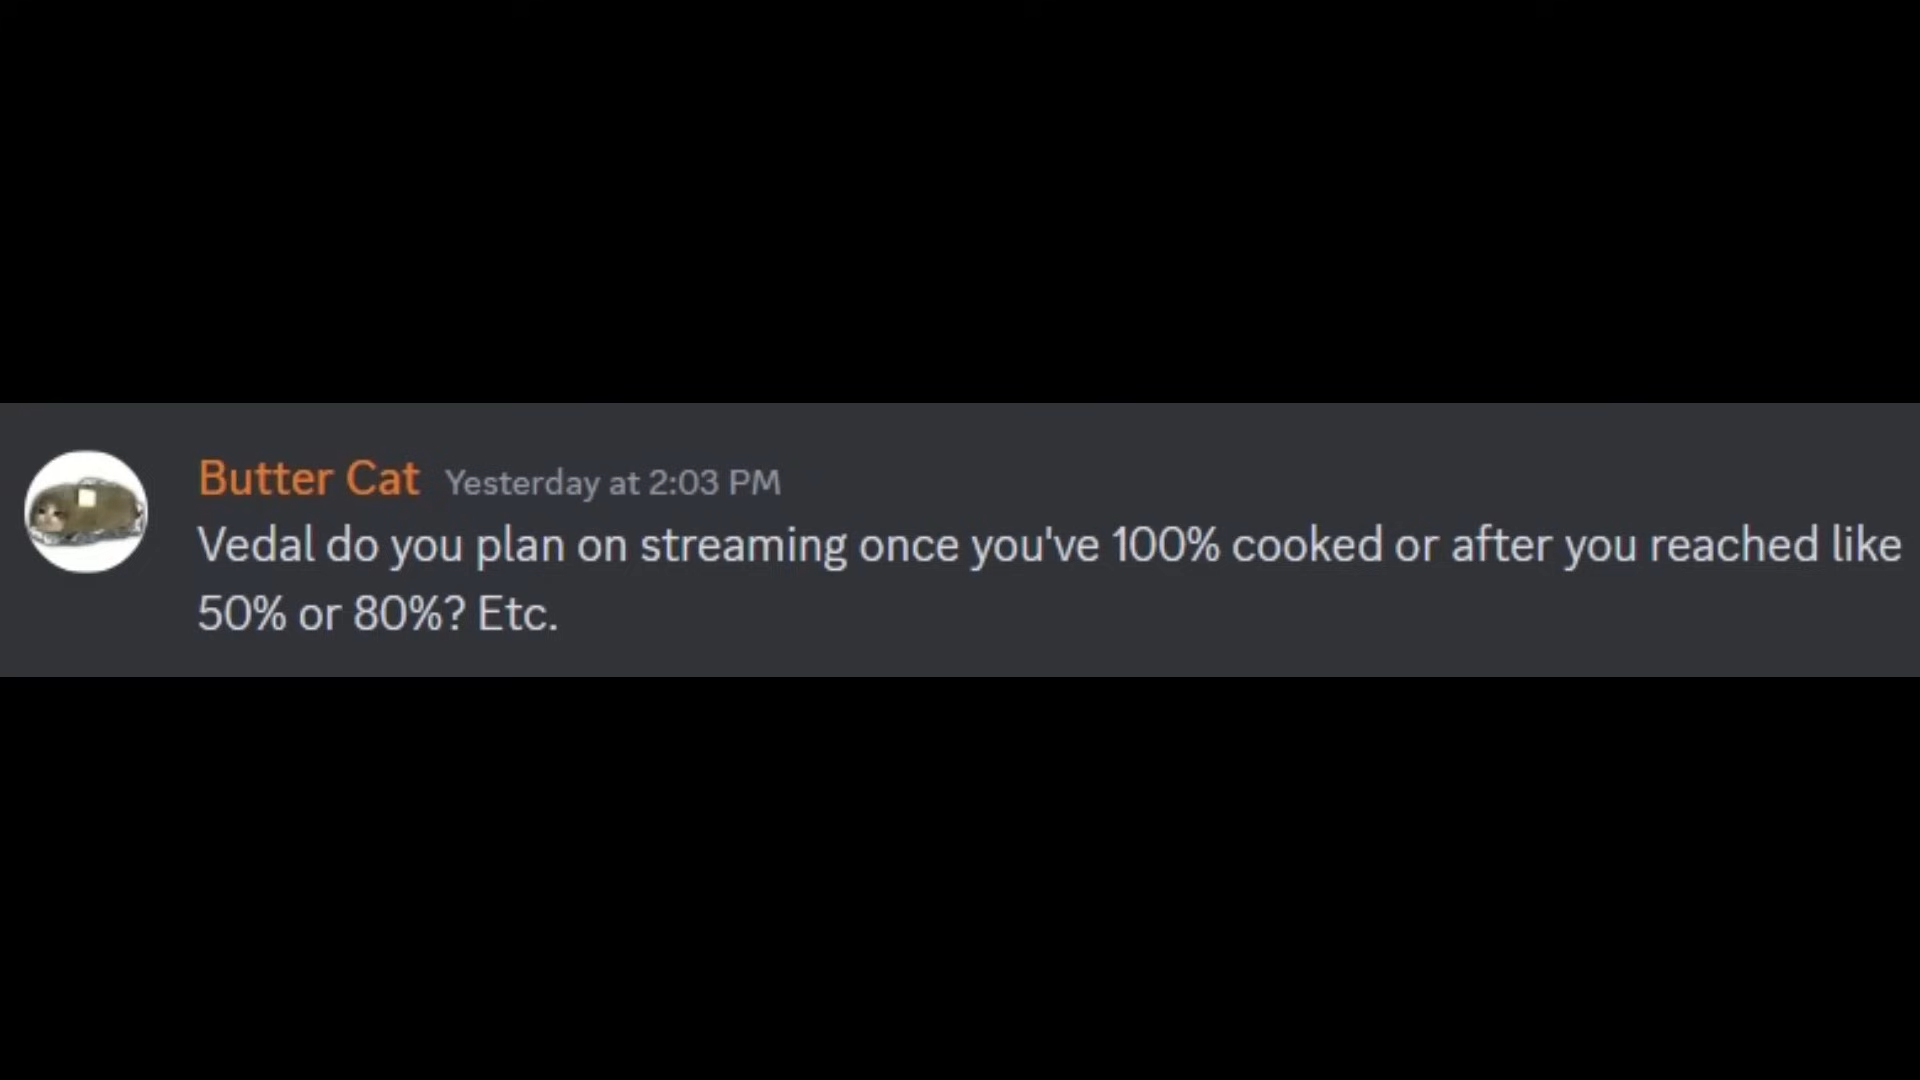 Butter Cat Yesterday at 2:03 PM
Vedal do you plan on streaming once you've 100% cooked or after you reached like
50% or 80%? Etc.